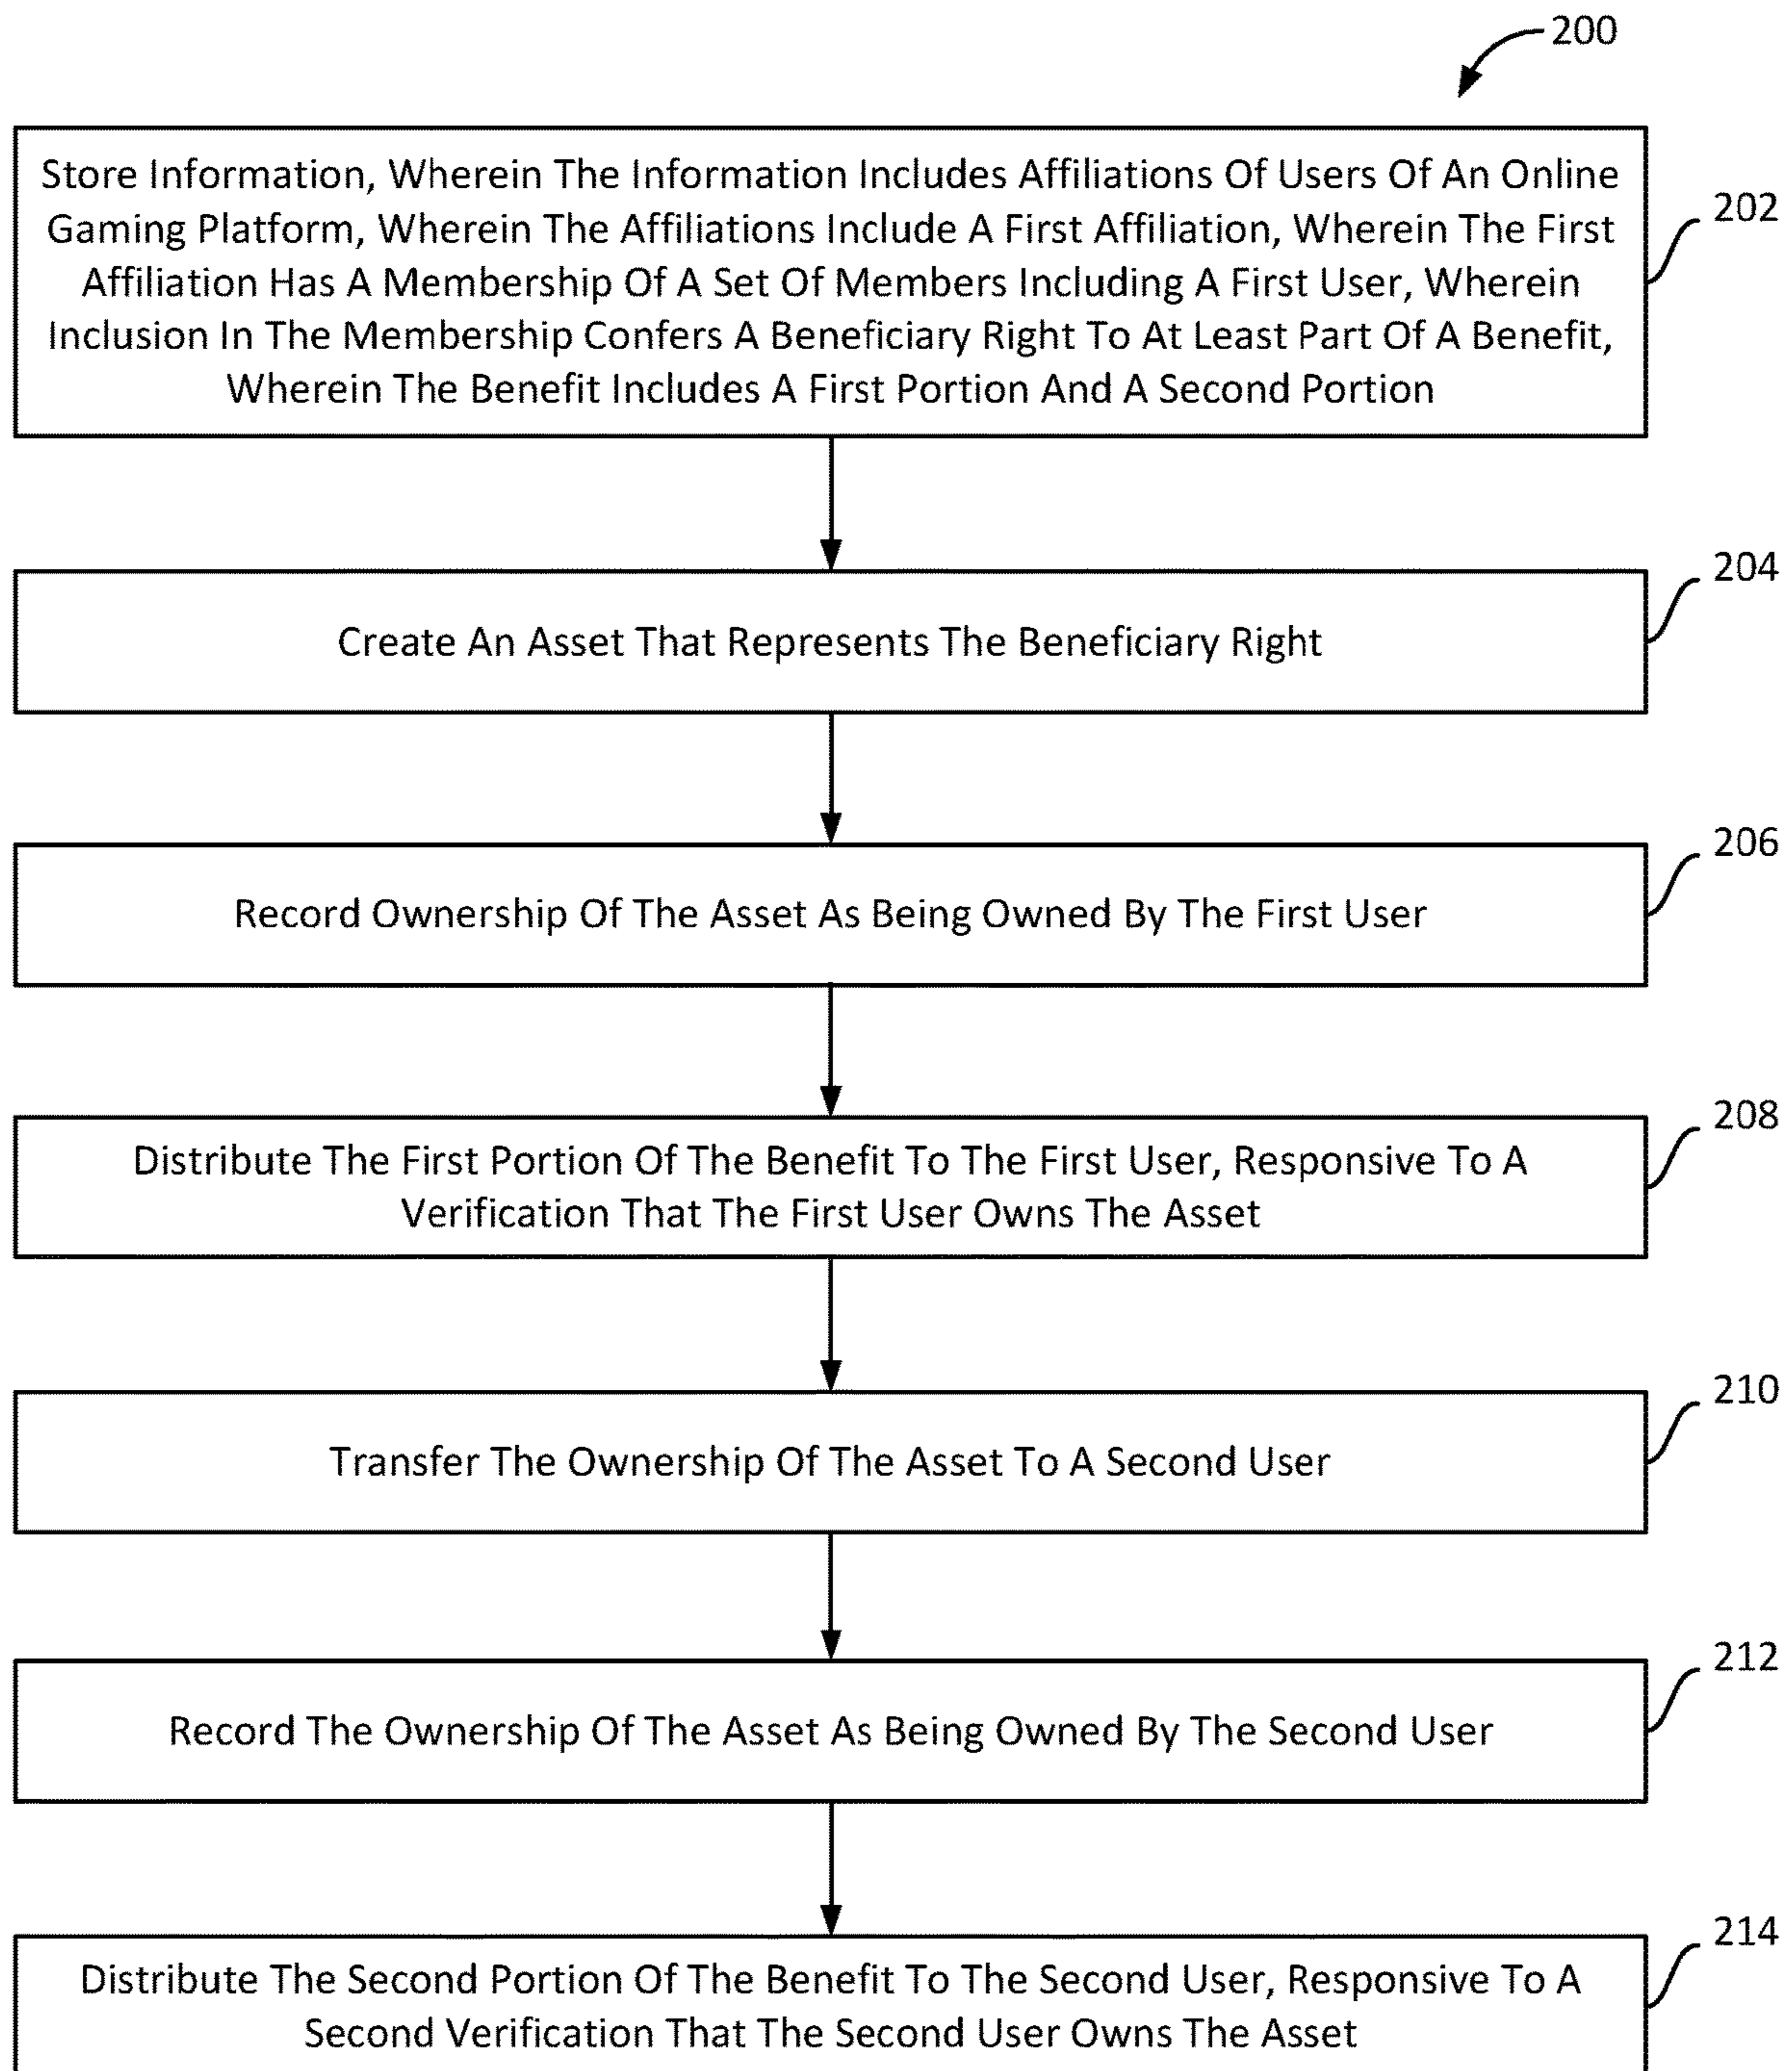 200
Store Information, Wherein The Information Includes Affiliations Of Users Of An Online
Gaming Platform, Wherein The Affiliations Include A First Affiliation, Wherein The First
Affiliation Has A Membership Of A Set Of Members Including A First User, Wherein
Inclusion In The Membership Confers A Beneficiary Right To At Least Part Of A Benefit,
Wherein The Benefit Includes A First Portion And A Second Portion
202
Create An Asset That Represents The Beneficiary Right
204
Record Ownership Of The Asset As Being Owned By The First User
206
Distribute The First Portion Of The Benefit To The First User, Responsive To A
Verification That The First User Owns The Asset
208
Transfer The Ownership Of The Asset To A Second User
210
Record The Ownership Of The Asset As Being Owned By The Second User
212
Distribute The Second Portion Of The Benefit To The Second User, Responsive To A
Second Verification That The Second User Owns The Asset
214